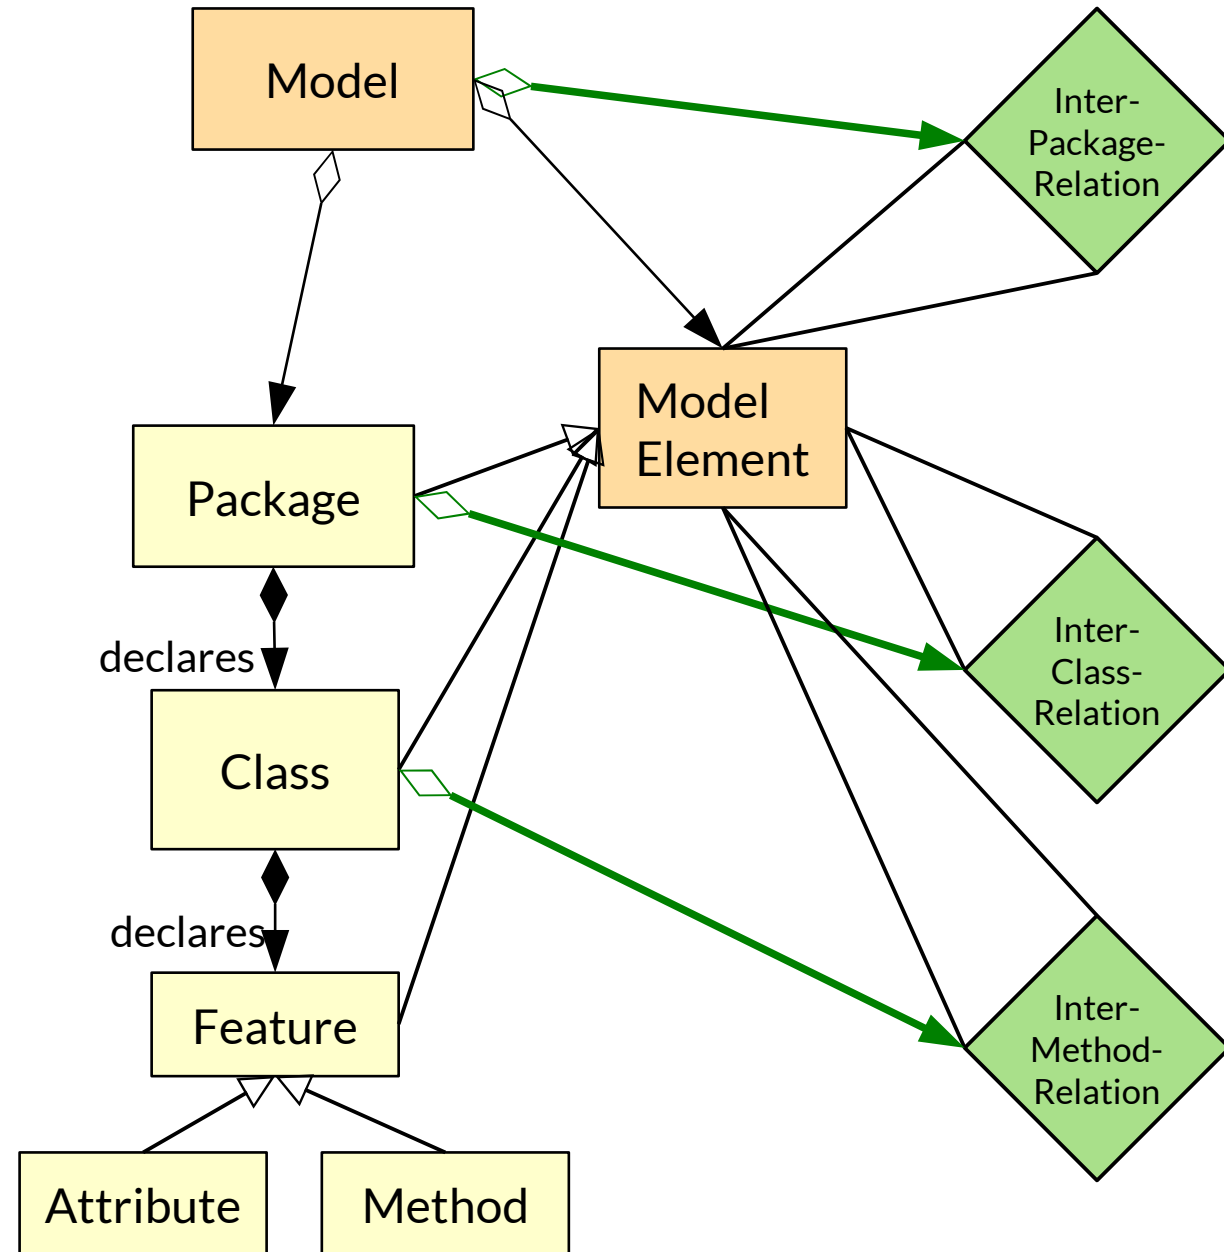 Model
Inter-
Package-
Relation
Model
Element
Package
declares
Inter-
Class-
Relation
Class
declares
Feature
Inter-
Method-
Relation
Attribute
Method